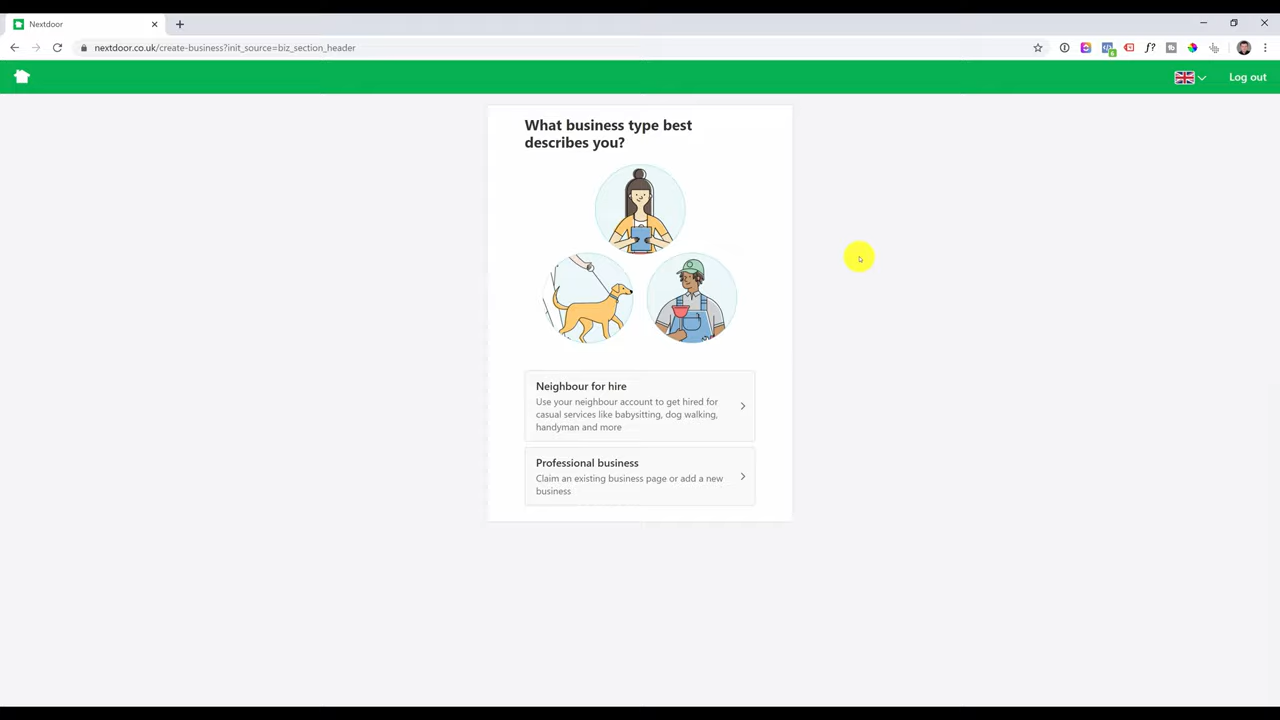 Nextdoor
nextdoor.co.uk/create-business?init_source=biz_section_header
6
f?
Log out
What business type best
describes you?
Neighbour for hire
Use your neighbour account to get hired for
casual services like babysitting, dog walking,
handyman and more
Professional business
Claim an existing business page or add a new
business